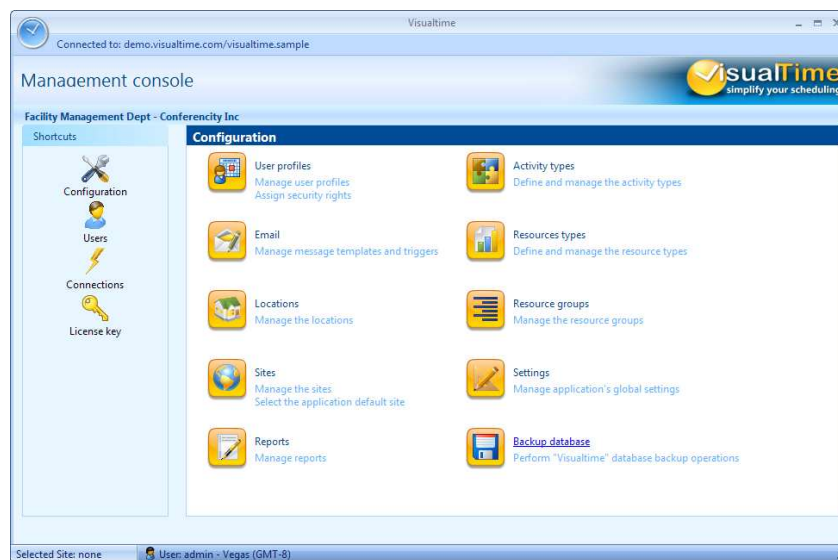 Visualtime
Connected to: demo.visualtime.com/visualtime.sample
Management console
VisualTime
simplify your scheduling
Facility Management Dept - Conferencity Inc
Shortcuts
Configuration
Users
Connections
License key
Configuration
User profiles
Manage user profiles
Assign security rights
Activity types
Define and manage the activity types
Email
Manage message templates and triggers
Resources types
Define and manage the resource types
Locations
Manage the locations
Resource groups
Manage the resource groups
Sites
Manage the sites
Select the application default site
Settings
Manage application's global settings
Reports
Manage reports
Backup database
Perform "Visualtime" database backup operations
Selected Site: none
User: admin - Vegas (GMT-8)